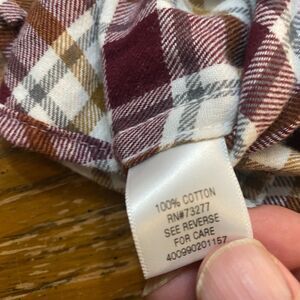 100% COTTON
RN#73277
SEE REVERSE
FOR CARE
400990201157